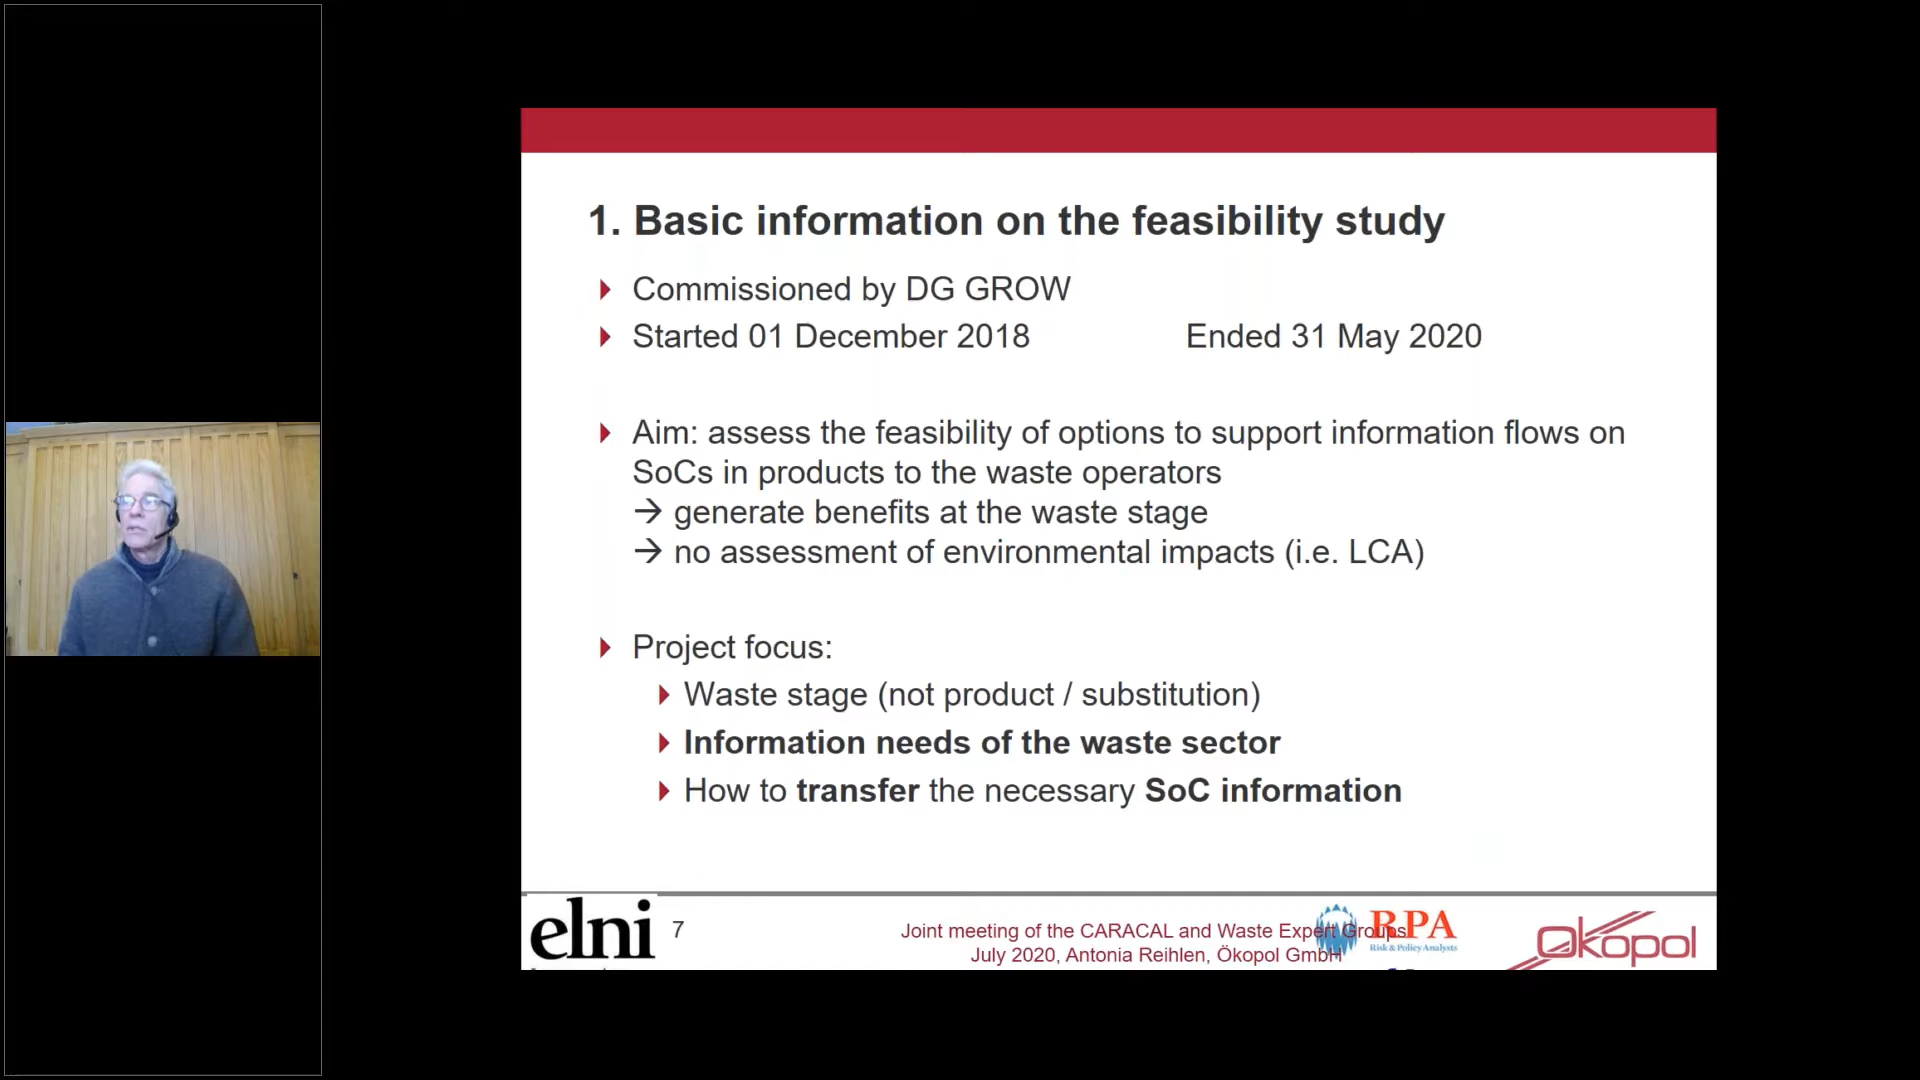 1. Basic information on the feasibility study
Commissioned by DG GROW
Started 01 December 2018 Ended 31 May 2020
Aim: assess the feasibility of options to support information flows on
SoCs in products to the waste operators
→ generate benefits at the waste stage
→ no assessment of environmental impacts (i.e. LCA)
Project focus:
Waste stage (not product / substitution)
Information needs of the waste sector
How to transfer the necessary SoC information
elni
7
Joint meeting of the CARACAL and Waste Expert Groups
July 2020, Antonia Reihlen, Ökopol GmbH
RPA
Risk & Policy Analysts
Ökopol